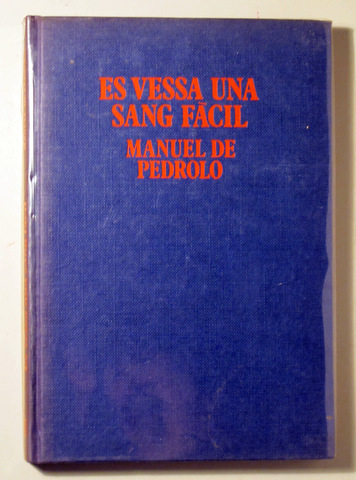 ES VESSA UNA
SANG FÀCIL
MANUEL DE
PEDROLO